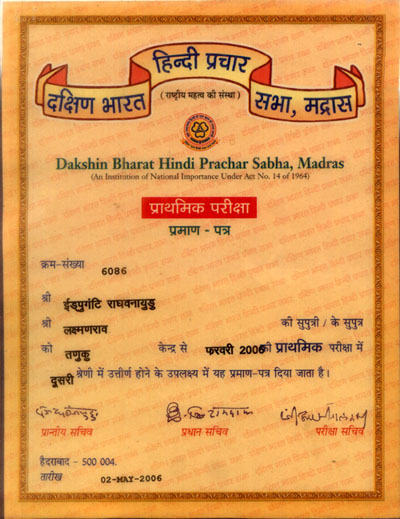 दक्षिण भारत हिन्दी प्रचार सभा, मद्रास
( राष्ट्रीय महत्व की संस्था )
Dakshin Bharat Hindi Prachar Sabha, Madras
(An Institution of National Importance Under Act No. 14 of 1964)
प्राथमिक परीक्षा
प्रमाण - पत्र
क्रम-संख्या 6086
श्री ईडपुगंटि राघवनायुडु
श्री लक्ष्मणराव की सुपुत्री / के सुपुत्र
को तणुकु केन्द्र से फरवरी 2006 की प्राथमिक परीक्षा में
दुसरी श्रेणी में उत्तीर्ण होने के उपलक्ष्य में यह प्रमाण-पत्र दिया जाता है।
प्रान्तीय सचिव प्रधान सचिव परीक्षा सचिव
हैदराबाद - 500 004.
तारीख 02-MAY-2006